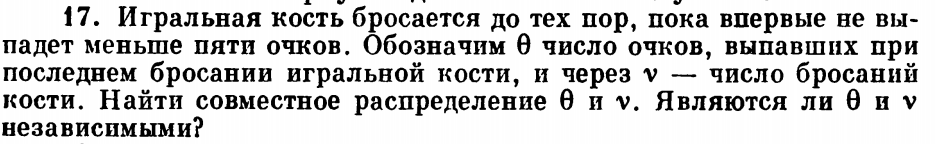 17. Игральная кость бросается до тех пор, пока впервые не вы-
падет меньше пяти очков. Обозначим θ число очков, выпавших при
последнем бросании игральной кости, и через ν — число бросаний
кости. Найти совместное распределение θ и ν. Являются ли θ и ν
независимыми?